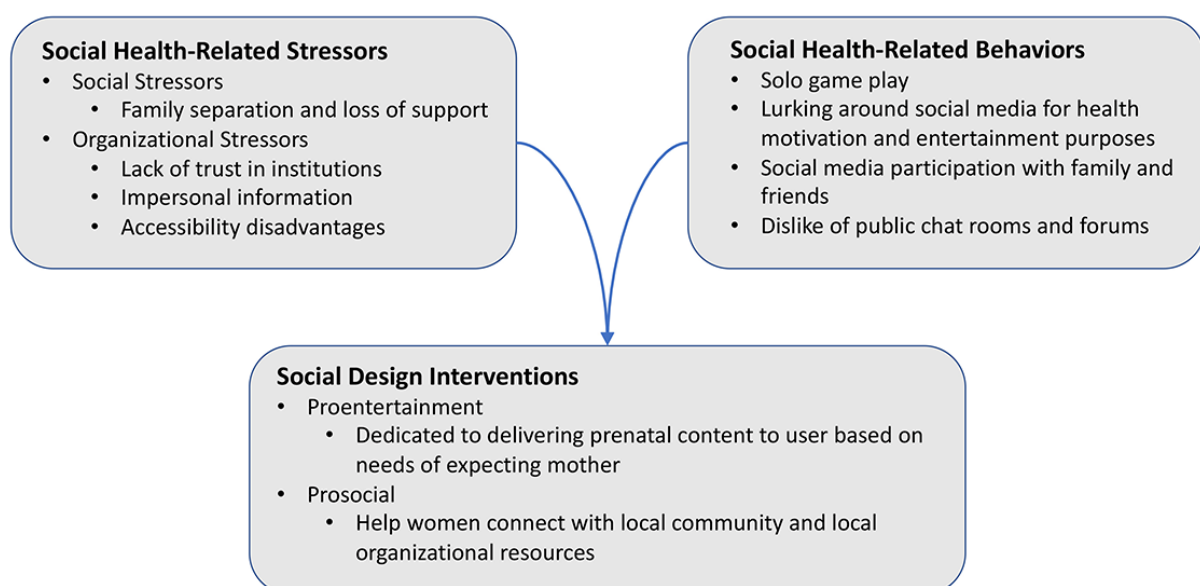 Social Health-Related Stressors
• Social Stressors
• Family separation and loss of support
• Organizational Stressors
• Lack of trust in institutions
• Impersonal information
• Accessibility disadvantages
Social Health-Related Behaviors
• Solo game play
• Lurking around social media for health
motivation and entertainment purposes
• Social media participation with family and
friends
• Dislike of public chat rooms and forums
Social Design Interventions
• Proentertainment
• Dedicated to delivering prenatal content to user based on
needs of expecting mother
• Prosocial
• Help women connect with local community and local
organizational resources